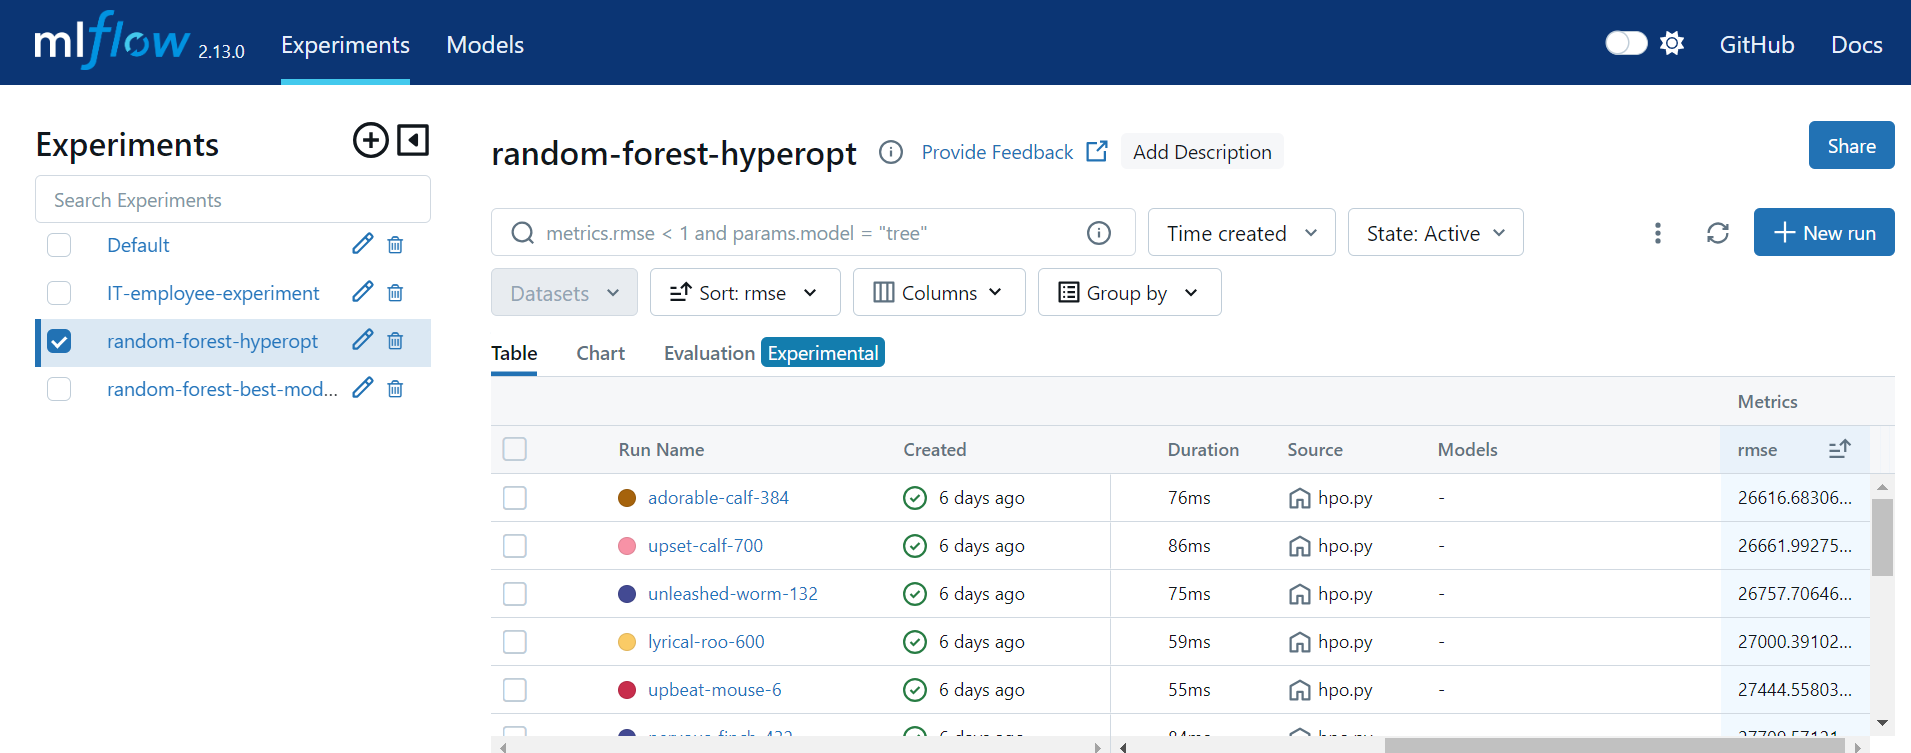 mlflow 2.13.0 Experiments Models GitHub Docs
Experiments
Search Experiments
Default
IT-employee-experiment
random-forest-hyperopt
random-forest-best-mod...
random-forest-hyperopt Provide Feedback Add Description Share
metrics.rmse < 1 and params.model = "tree" Time created State: Active New run
Datasets Sort: rmse Columns Group by
Table Chart Evaluation Experimental
Metrics
Run Name Created Duration Source Models rmse
adorable-calf-384 6 days ago 76ms hpo.py - 26616.68306...
upset-calf-700 6 days ago 86ms hpo.py - 26661.99275...
unleashed-worm-132 6 days ago 75ms hpo.py - 26757.70646...
lyrical-roo-600 6 days ago 59ms hpo.py - 27000.39102...
upbeat-mouse-6 6 days ago 55ms hpo.py - 27444.55803...
6 days ago 84ms hpo.py